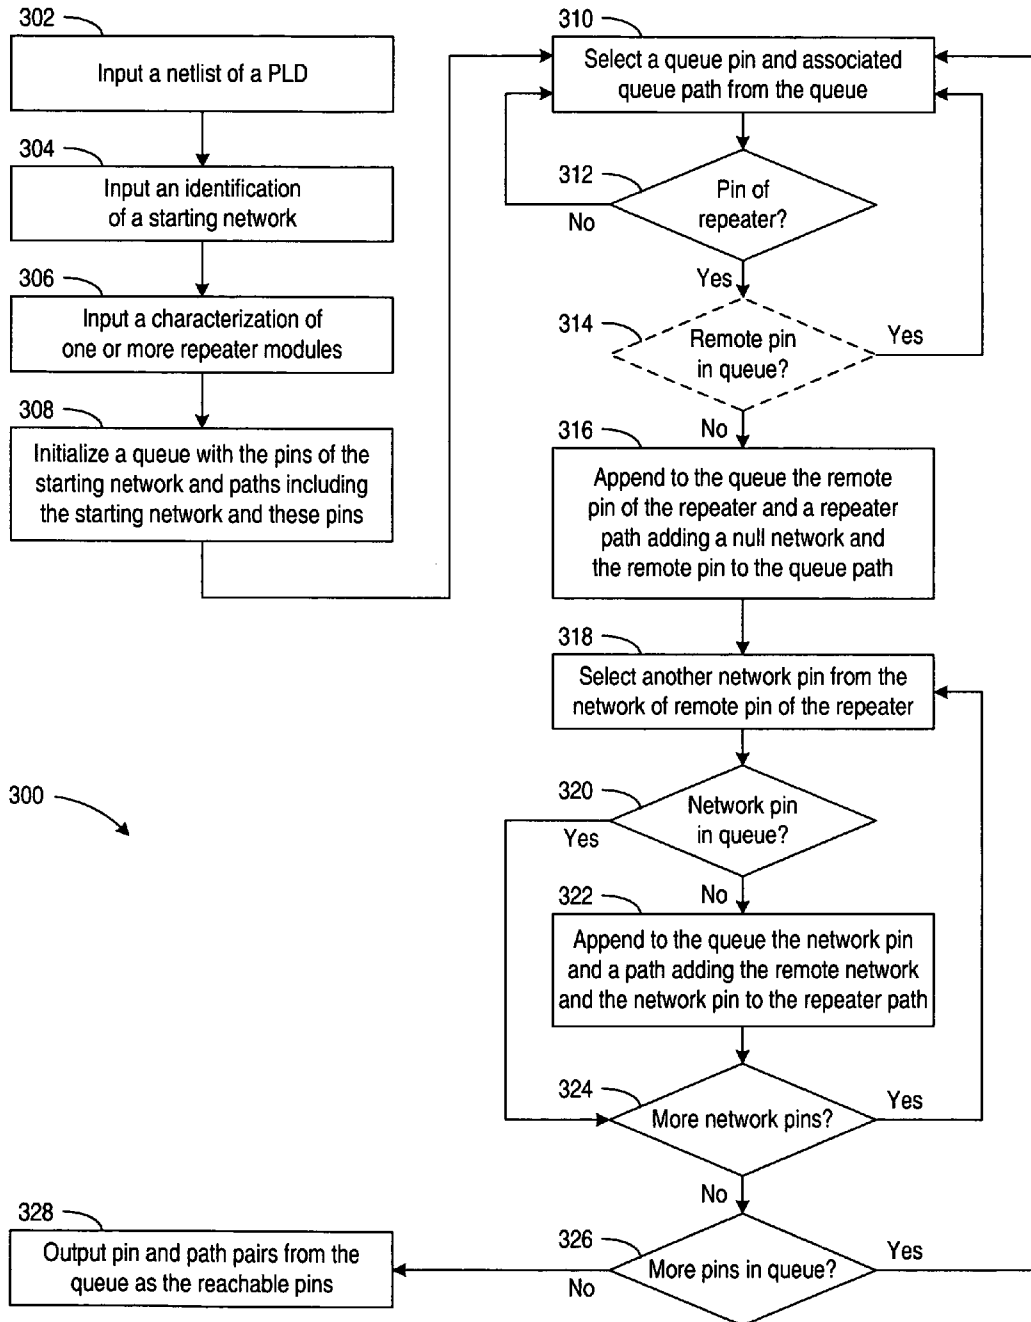 302
Input a netlist of a PLD
304
Input an identification
of a starting network
306
Input a characterization of
one or more repeater modules
308
Initialize a queue with the pins of the
starting network and paths including
the starting network and these pins
310
Select a queue pin and associated
queue path from the queue
312
Pin of
repeater?
No
Yes
314
Remote pin
in queue?
Yes
No
316
Append to the queue the remote
pin of the repeater and a repeater
path adding a null network and
the remote pin to the queue path
318
Select another network pin from the
network of remote pin of the repeater
300
320
Network pin
in queue?
Yes
No
322
Append to the queue the network pin
and a path adding the remote network
and the network pin to the repeater path
324
More network pins?
Yes
No
326
More pins in queue?
Yes
No
328
Output pin and path pairs from the
queue as the reachable pins